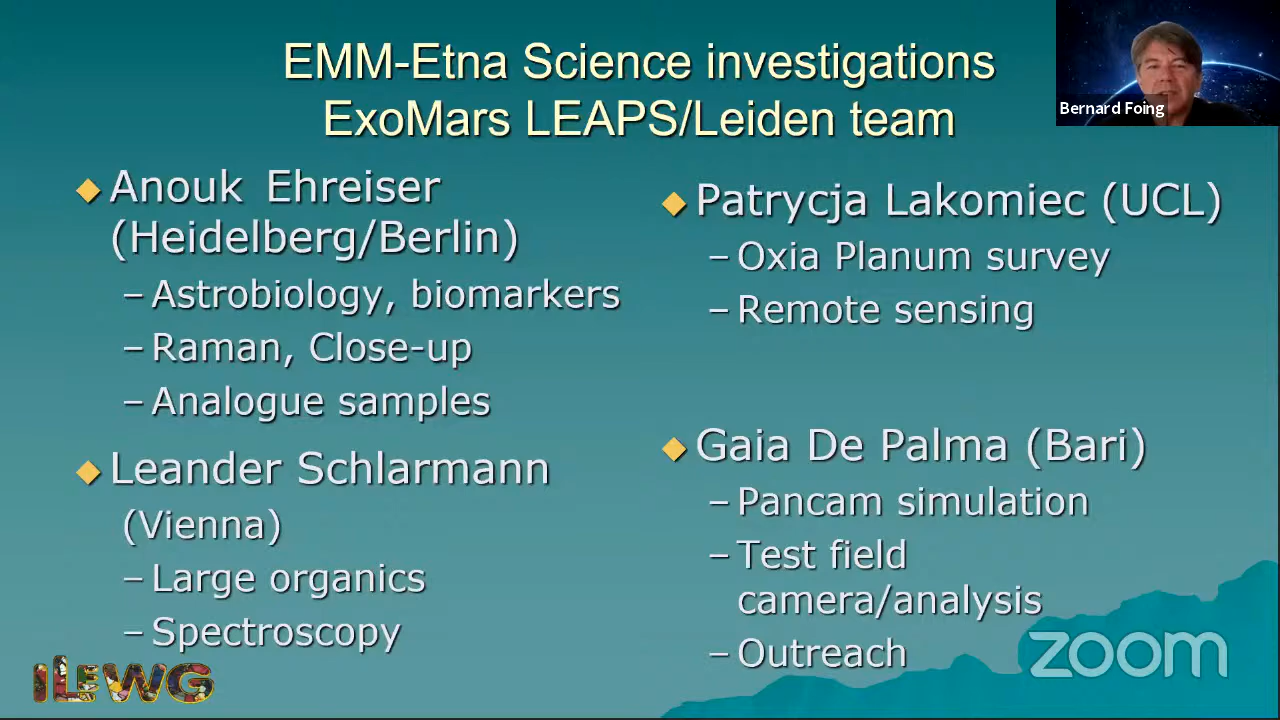 EMM-Etna Science investigations
ExoMars LEAPS/Leiden team
Bernard Foing
Anouk Ehreiser
(Heidelberg/Berlin)
– Astrobiology, biomarkers
– Raman, Close-up
– Analogue samples
Leander Schlarmann
(Vienna)
– Large organics
– Spectroscopy
Patrycja Lakomiec (UCL)
– Oxia Planum survey
– Remote sensing
Gaia De Palma (Bari)
– Pancam simulation
– Test field
camera/analysis
– Outreach
ILEWG
zoom